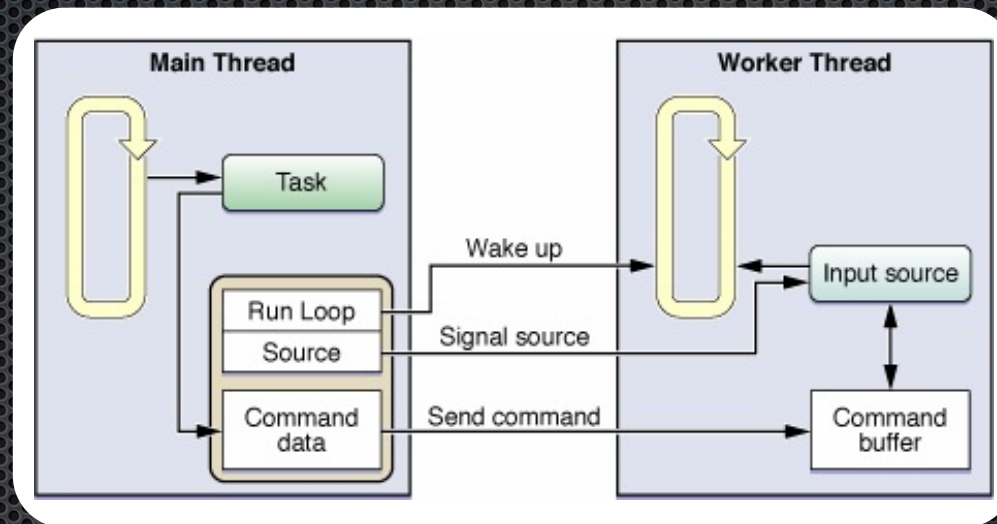 Main Thread
Worker Thread
Task
Wake up
Input source
Run Loop
Signal source
Source
Command
data
Send command
Command
buffer